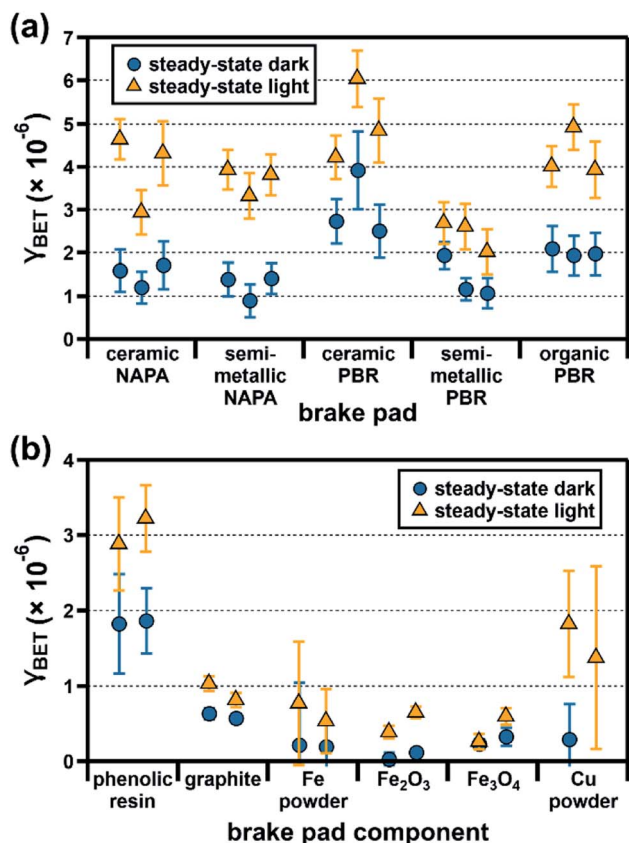 (a)
7
6
5
4
3
2
1
0
γBET (× 10⁻⁶)
steady-state dark
steady-state light
ceramic
NAPA
semi-
metallic
NAPA
ceramic
PBR
semi-
metallic
PBR
organic
PBR
brake pad
(b)
4
3
2
1
0
γBET (× 10⁻⁶)
steady-state dark
steady-state light
phenolic
resin
graphite
Fe
powder
Fe₂O₃
Fe₃O₄
Cu
powder
brake pad component